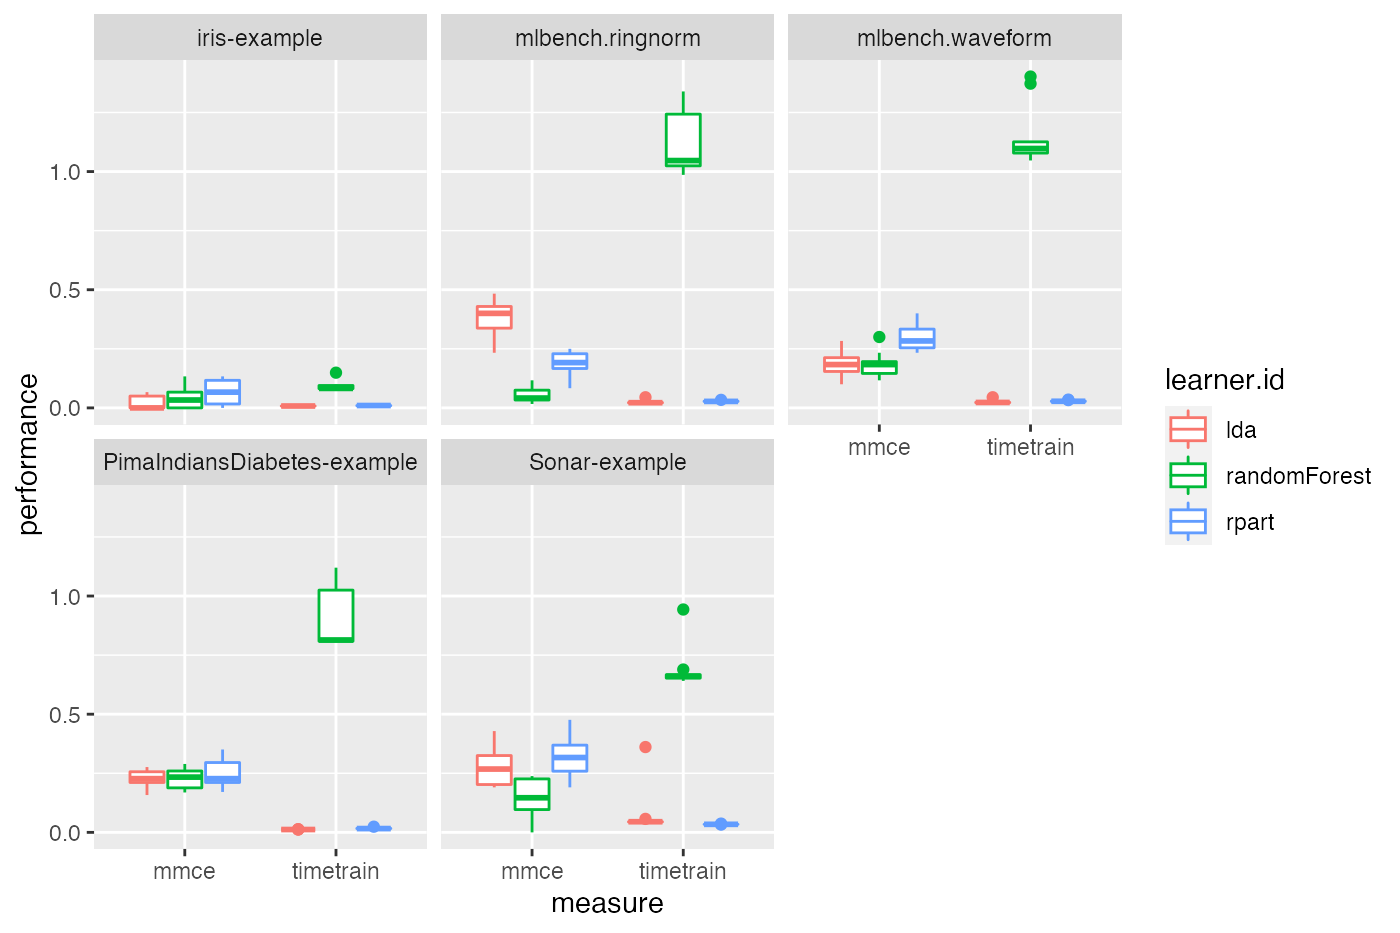 iris-example
mlbench.ringnorm
mlbench.waveform
1.0
0.5
0.0
mmce
timetrain
PimaIndiansDiabetes-example
Sonar-example
1.0
0.5
0.0
mmce
timetrain
mmce
timetrain
measure
performance
learner.id
lda
randomForest
rpart